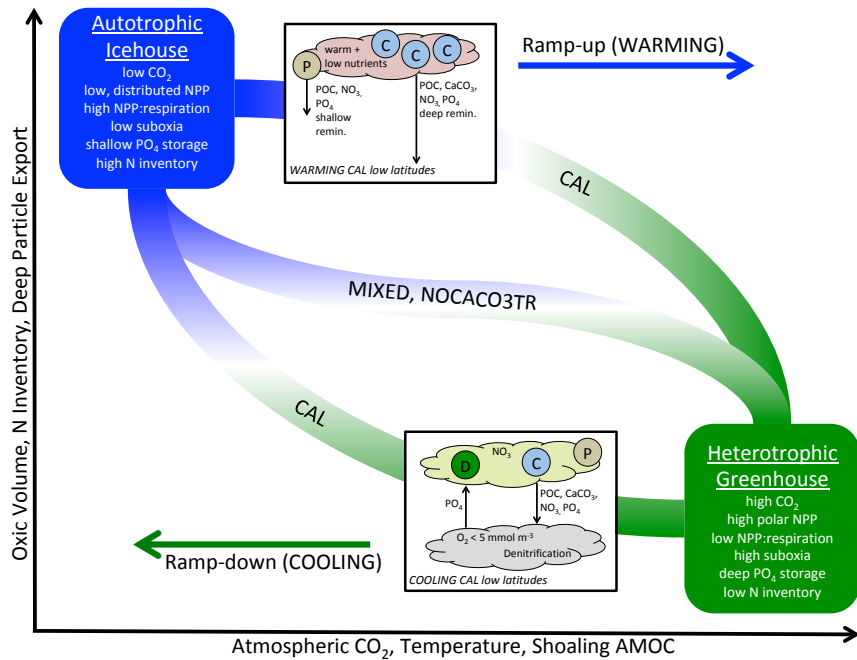 Autotrophic
Icehouse
low CO₂
low, distributed NPP
high NPP:respiration
low suboxia
shallow PO₄ storage
high N inventory
warm +
low nutrients
P
C
C
C
POC, NO₃,
PO₄
shallow
remin.
POC, CaCO₃,
NO₃, PO₄
deep remin.
WARMING CAL low latitudes
Ramp-up (WARMING)
CAL
MIXED, NOCACO3TR
CAL
NO₃
D
C
P
PO₄
POC, CaCO₃,
NO₃, PO₄
O₂ < 5 mmol m⁻³
Denitrification
COOLING CAL low latitudes
Ramp-down (COOLING)
Heterotrophic
Greenhouse
high CO₂
high polar NPP
low NPP:respiration
high suboxia
deep PO₄ storage
low N inventory
Oxic Volume, N Inventory, Deep Particle Export
Atmospheric CO₂, Temperature, Shoaling AMOC